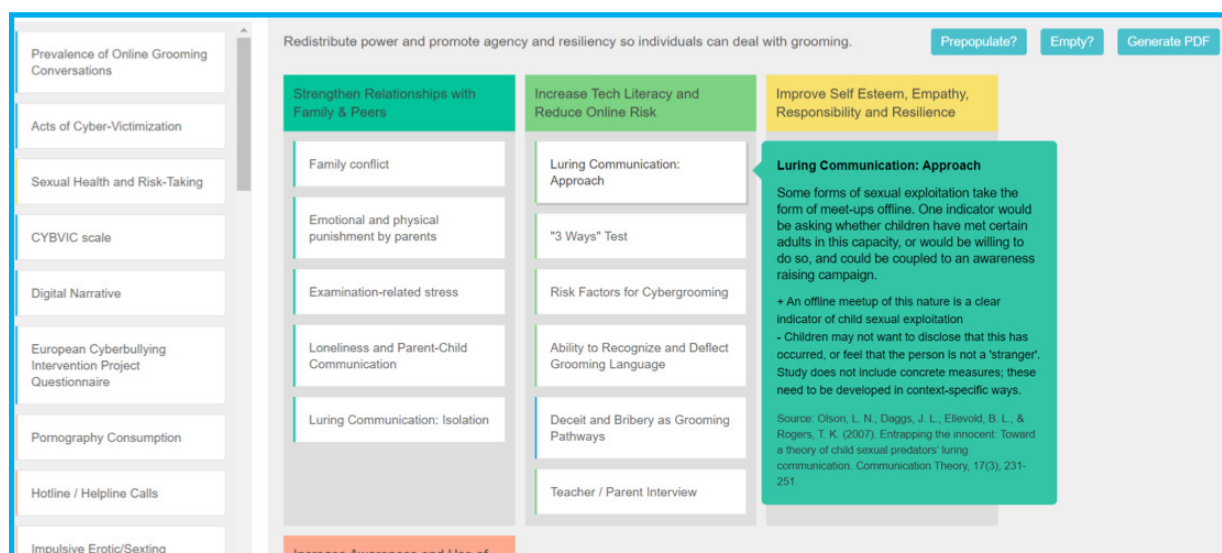 Prevalence of Online Grooming
Conversations
Acts of Cyber-Victimization
Sexual Health and Risk-Taking
CYBVIC scale
Digital Narrative
European Cyberbullying
Intervention Project
Questionnaire
Pornography Consumption
Hotline / Helpline Calls
Impulsive Erotic/Sexting
Redistribute power and promote agency and resiliency so individuals can deal with grooming.
Prepopulate?
Empty?
Generate PDF
Strengthen Relationships with
Family & Peers
Family conflict
Emotional and physical
punishment by parents
Examination-related stress
Loneliness and Parent-Child
Communication
Luring Communication: Isolation
Increase Tech Literacy and
Reduce Online Risk
Luring Communication:
Approach
"3 Ways" Test
Risk Factors for Cybergrooming
Ability to Recognize and Deflect
Grooming Language
Deceit and Bribery as Grooming
Pathways
Teacher / Parent Interview
Improve Self Esteem, Empathy,
Responsibility and Resilience
Luring Communication: Approach
Some forms of sexual exploitation take the
form of meet-ups offline. One indicator would
be asking whether children have met certain
adults in this capacity, or would be willing to
do so, and could be coupled to an awareness
raising campaign.
+ An offline meetup of this nature is a clear
indicator of child sexual exploitation
- Children may not want to disclose that this has
occurred, or feel that the person is not a 'stranger'.
Study does not include concrete measures; these
need to be developed in context-specific ways.
Source: Olson, L. N., Daggs, J. L., Ellevold, B. L., &
Rogers, T. K. (2007). Entrapping the innocent: Toward
a theory of child sexual predators' luring
communication. Communication Theory, 17(3), 231-
251.
Increase Awareness and Use of